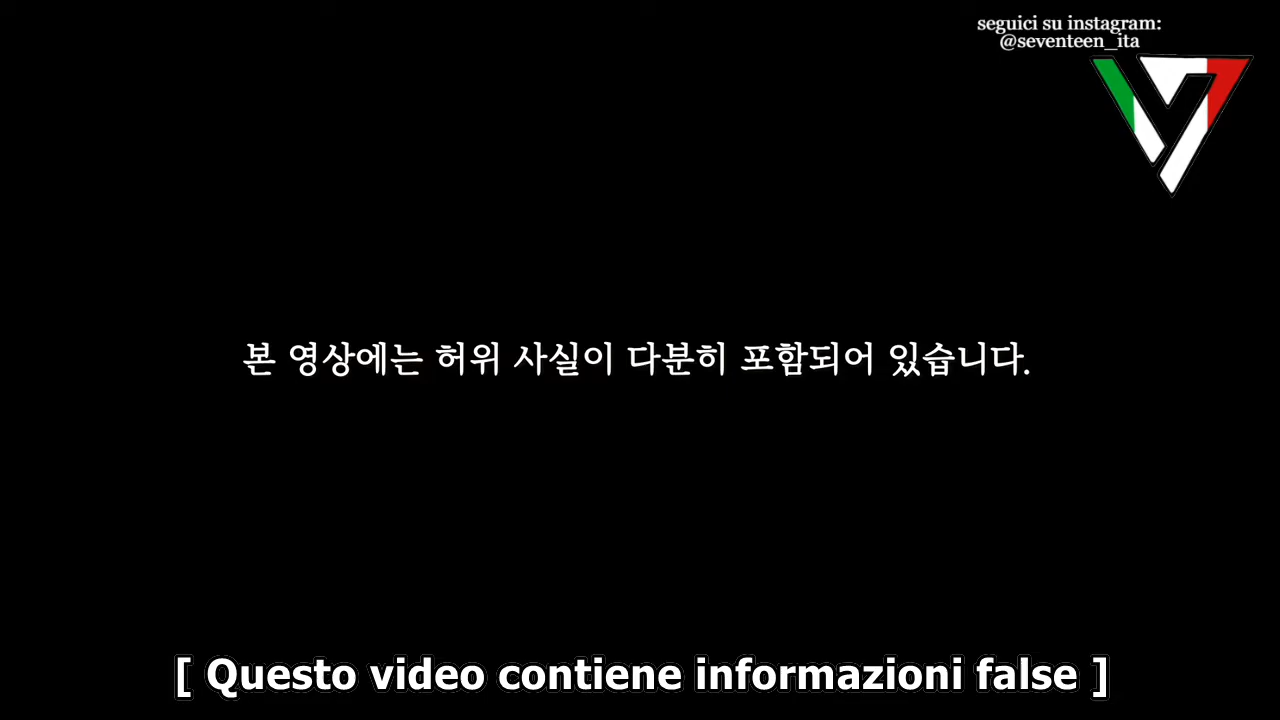 seguici su instagram:
@seventeen_ita
본 영상에는 허위 사실이 다분히 포함되어 있습니다.
[ Questo video contiene informazioni false ]